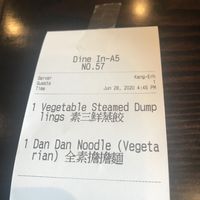 Dine In-A5
NO.57
Server Kang-Enh
Guests 1
Time Jun 28, 2020 4:45 PM
1 Vegetable Steamed Dump
lings 素三鮮蒸餃
1 Dan Dan Noodle (Vegeta
rian) 全素擔擔麵